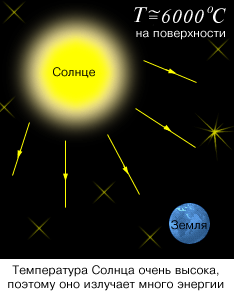 T≃6000°C
на поверхности
Солнце
Земля
Температура Солнца очень высока,
поэтому оно излучает много энергии